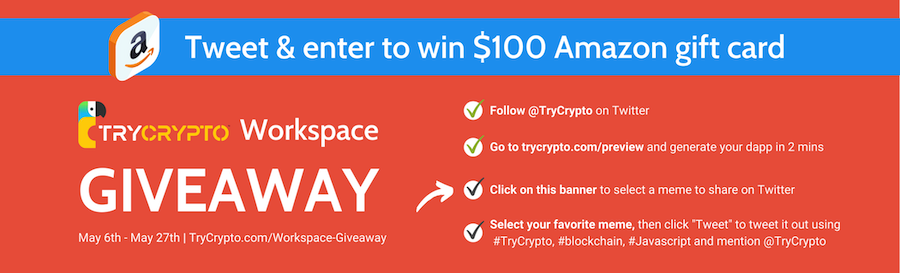 Tweet & enter to win $100 Amazon gift card
TRYCRYPTO Workspace
GIVEAWAY
May 6th - May 27th | TryCrypto.com/Workspace-Giveaway
Follow @TryCrypto on Twitter
Go to trycrypto.com/preview and generate your dapp in 2 mins
Click on this banner to select a meme to share on Twitter
Select your favorite meme, then click "Tweet" to tweet it out using
#TryCrypto, #blockchain, #Javascript and mention @TryCrypto